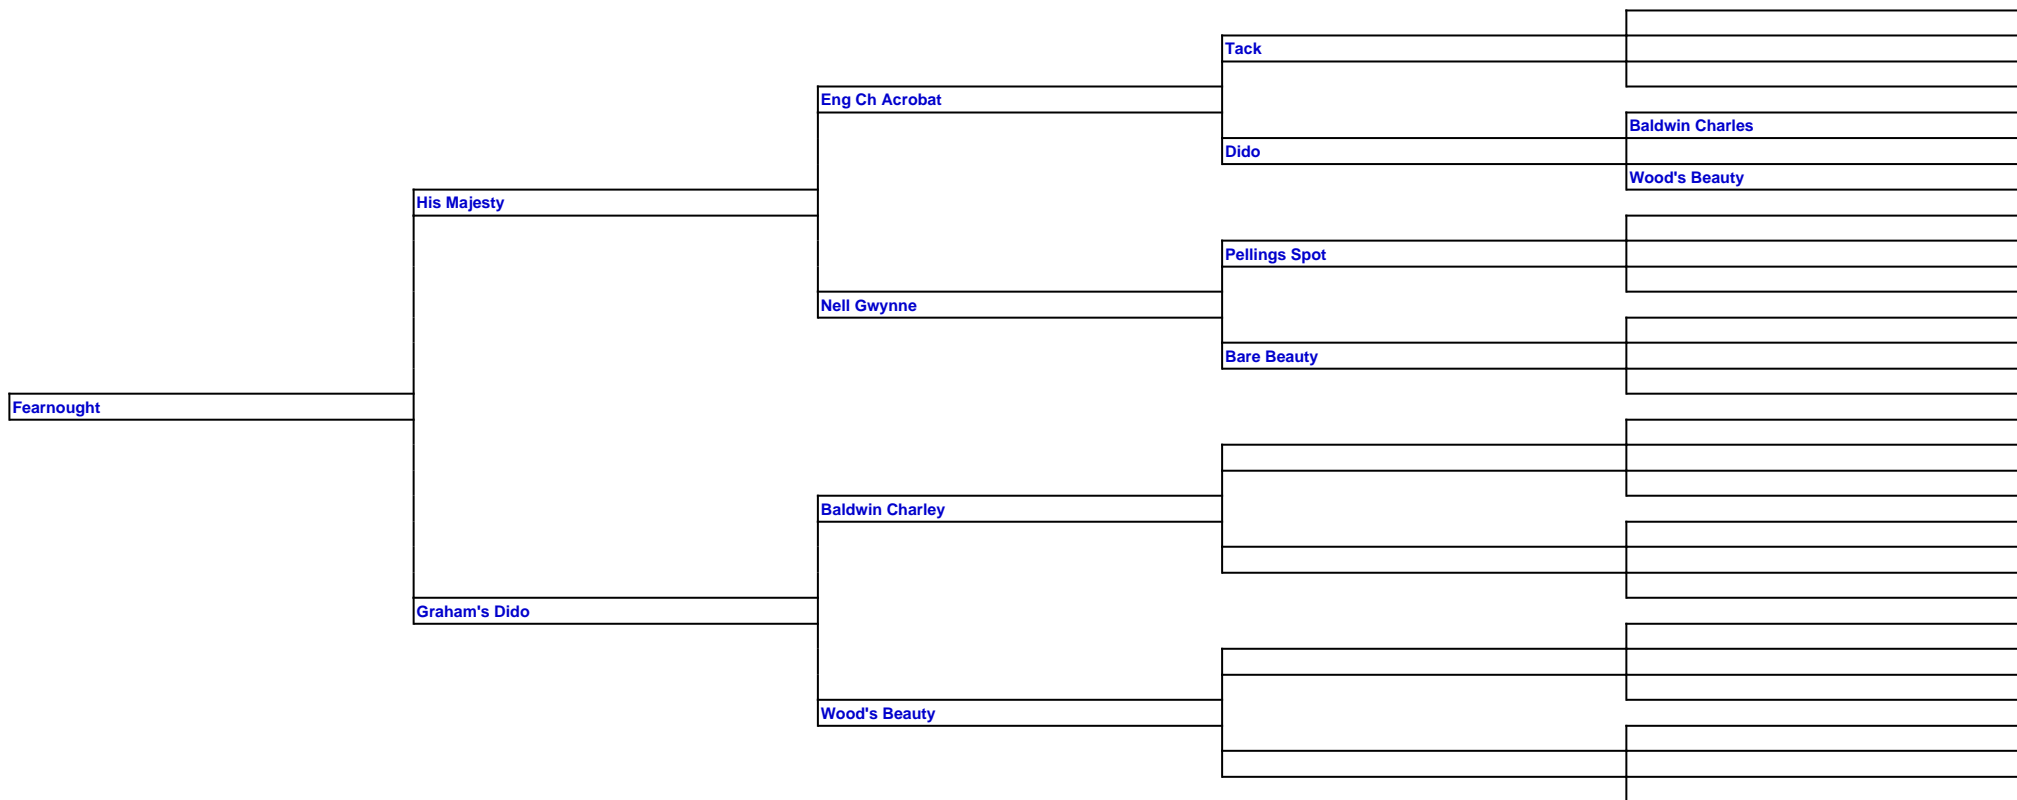 Tack
Eng Ch Acrobat
Baldwin Charles
Dido
Wood's Beauty
His Majesty
Pellings Spot
Nell Gwynne
Bare Beauty
Fearnought
Baldwin Charley
Graham's Dido
Wood's Beauty